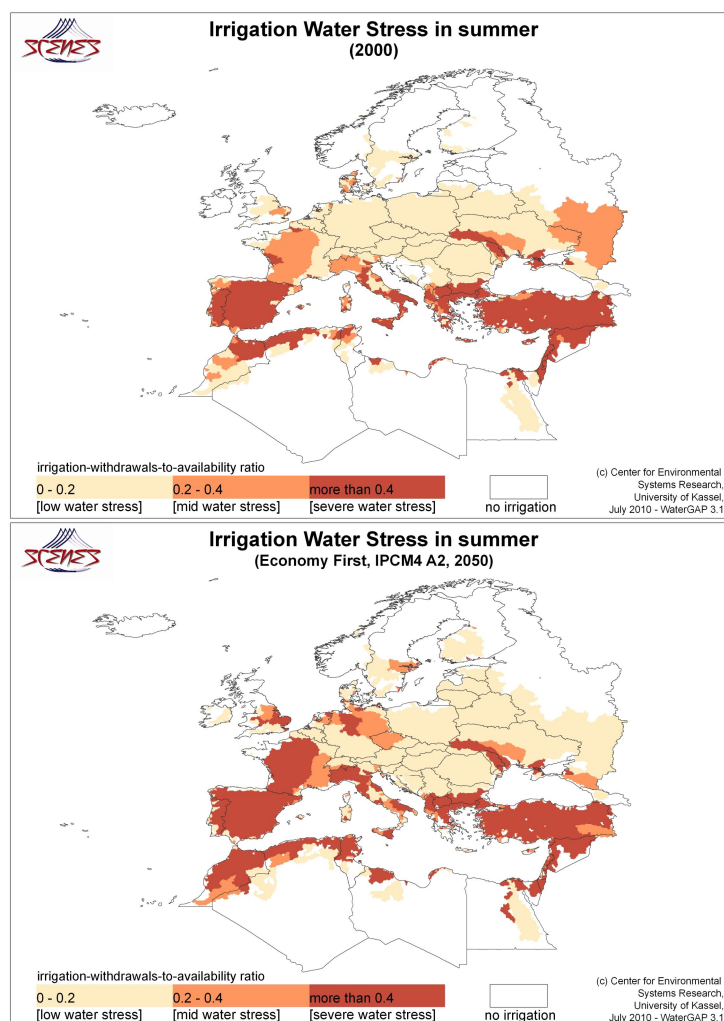 SCENES
Irrigation Water Stress in summer
(2000)
irrigation-withdrawals-to-availability ratio
0 - 0.2
0.2 - 0.4
more than 0.4
[low water stress]
[mid water stress]
[severe water stress]
no irrigation
(c) Center for Environmental
Systems Research,
University of Kassel,
July 2010 - WaterGAP 3.1
SCENES
Irrigation Water Stress in summer
(Economy First, IPCM4 A2, 2050)
irrigation-withdrawals-to-availability ratio
0 - 0.2
0.2 - 0.4
more than 0.4
[low water stress]
[mid water stress]
[severe water stress]
no irrigation
(c) Center for Environmental
Systems Research,
University of Kassel,
July 2010 - WaterGAP 3.1